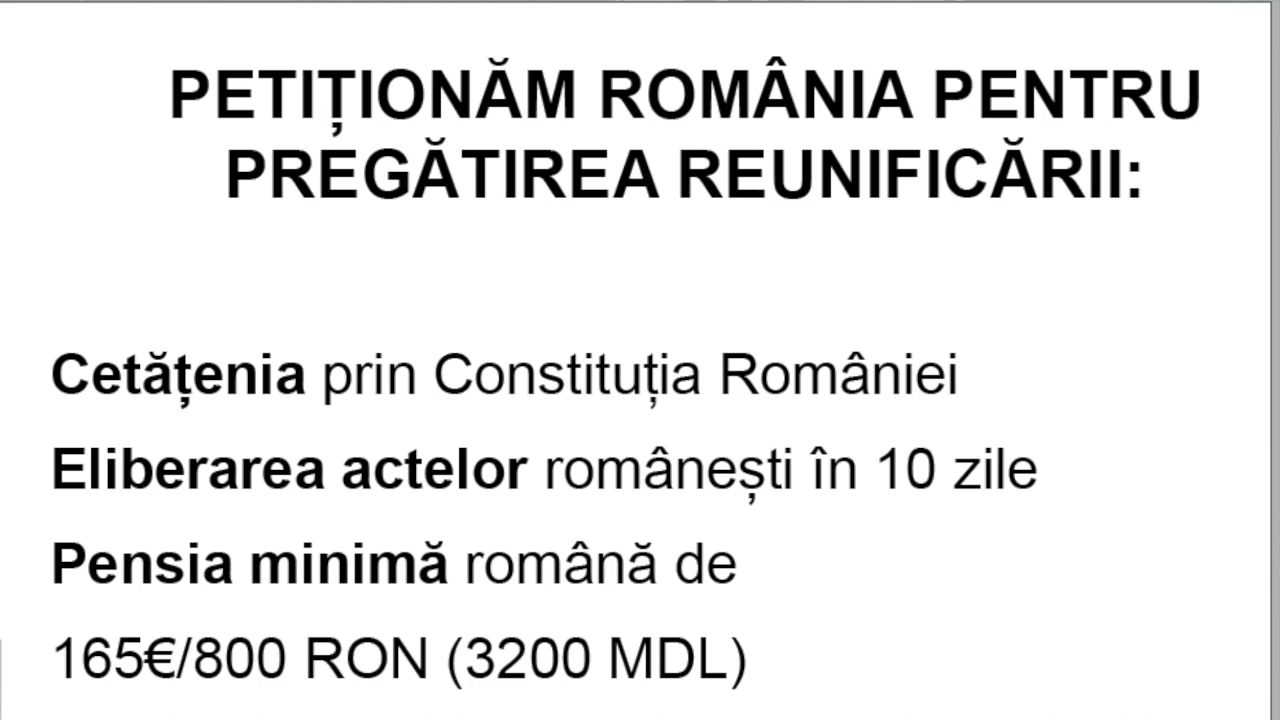 PETIȚIONĂM ROMÂNIA PENTRU
PREGĂTIREA REUNIFICĂRII:
Cetățenia prin Constituția României
Eliberarea actelor românești în 10 zile
Pensia minimă română de
165€/800 RON (3200 MDL)